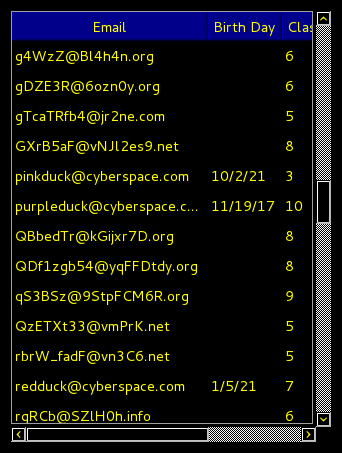 Email Birth Day Clas
g4WzZ@Bl4h4n.org 6
gDZE3R@6ozn0y.org 6
gTcaTRfb4@jr2ne.com 5
GXrB5aF@vNJl2es9.net 8
pinkduck@cyberspace.com 10/2/21 3
purpleduck@cyberspace.c... 11/19/17 10
QBbedTr@kGijxr7D.org 8
QDf1zgb54@yqFFDtdy.org 8
qS3BSz@9StpFCM6R.org 9
QzETXt33@vmPrK.net 5
rbrW_fadF@vn3C6.net 5
redduck@cyberspace.com 1/5/21 7
rqRCb@SZlH0h.info 6